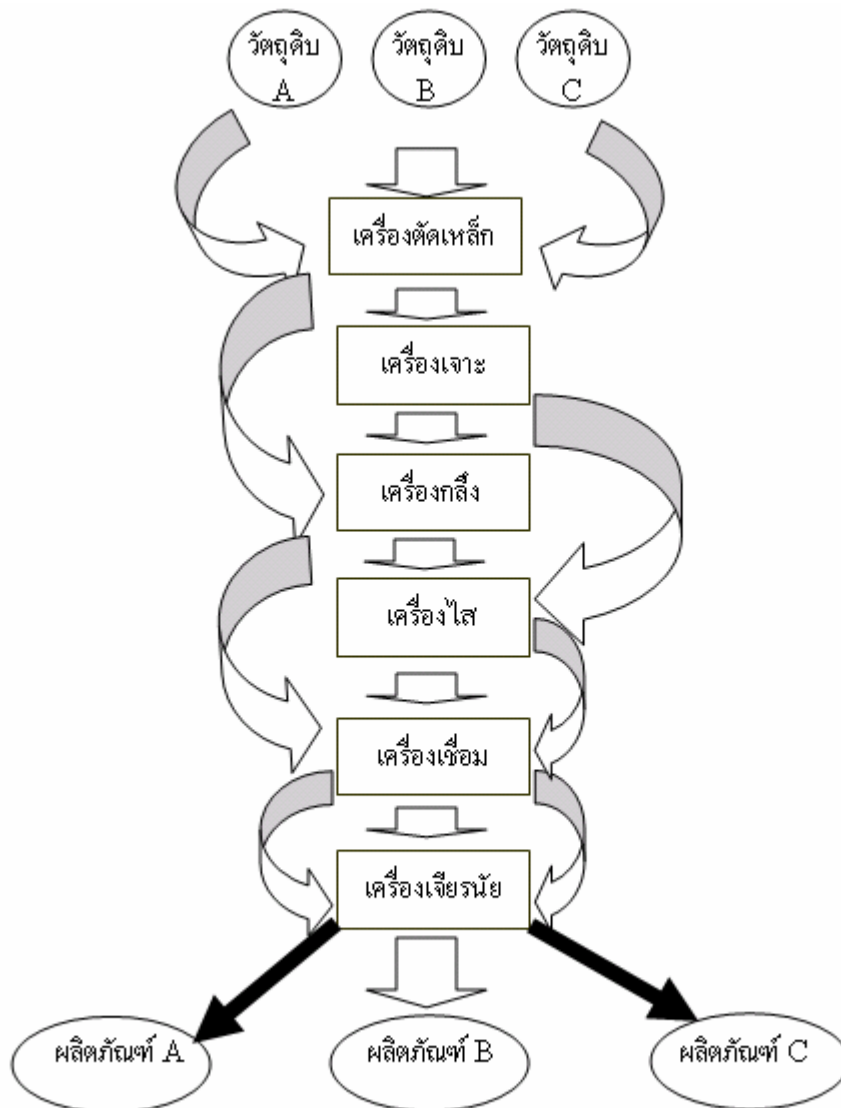 วัตถุดิบ
A
วัตถุดิบ
B
วัตถุดิบ
C
เครื่องตัดเหล็ก
เครื่องเจาะ
เครื่องกลึง
เครื่องไส
เครื่องเชื่อม
เครื่องเจียรนัย
ผลิตภัณฑ์ A
ผลิตภัณฑ์ B
ผลิตภัณฑ์ C